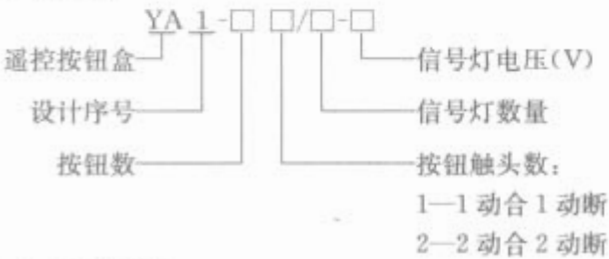 YA 1-□ □/□-□
遥控按钮盒 信号灯电压(V)
设计序号 信号灯数量
按钮数 按钮触头数:
1—1 动合 1 动断
2—2 动合 2 动断